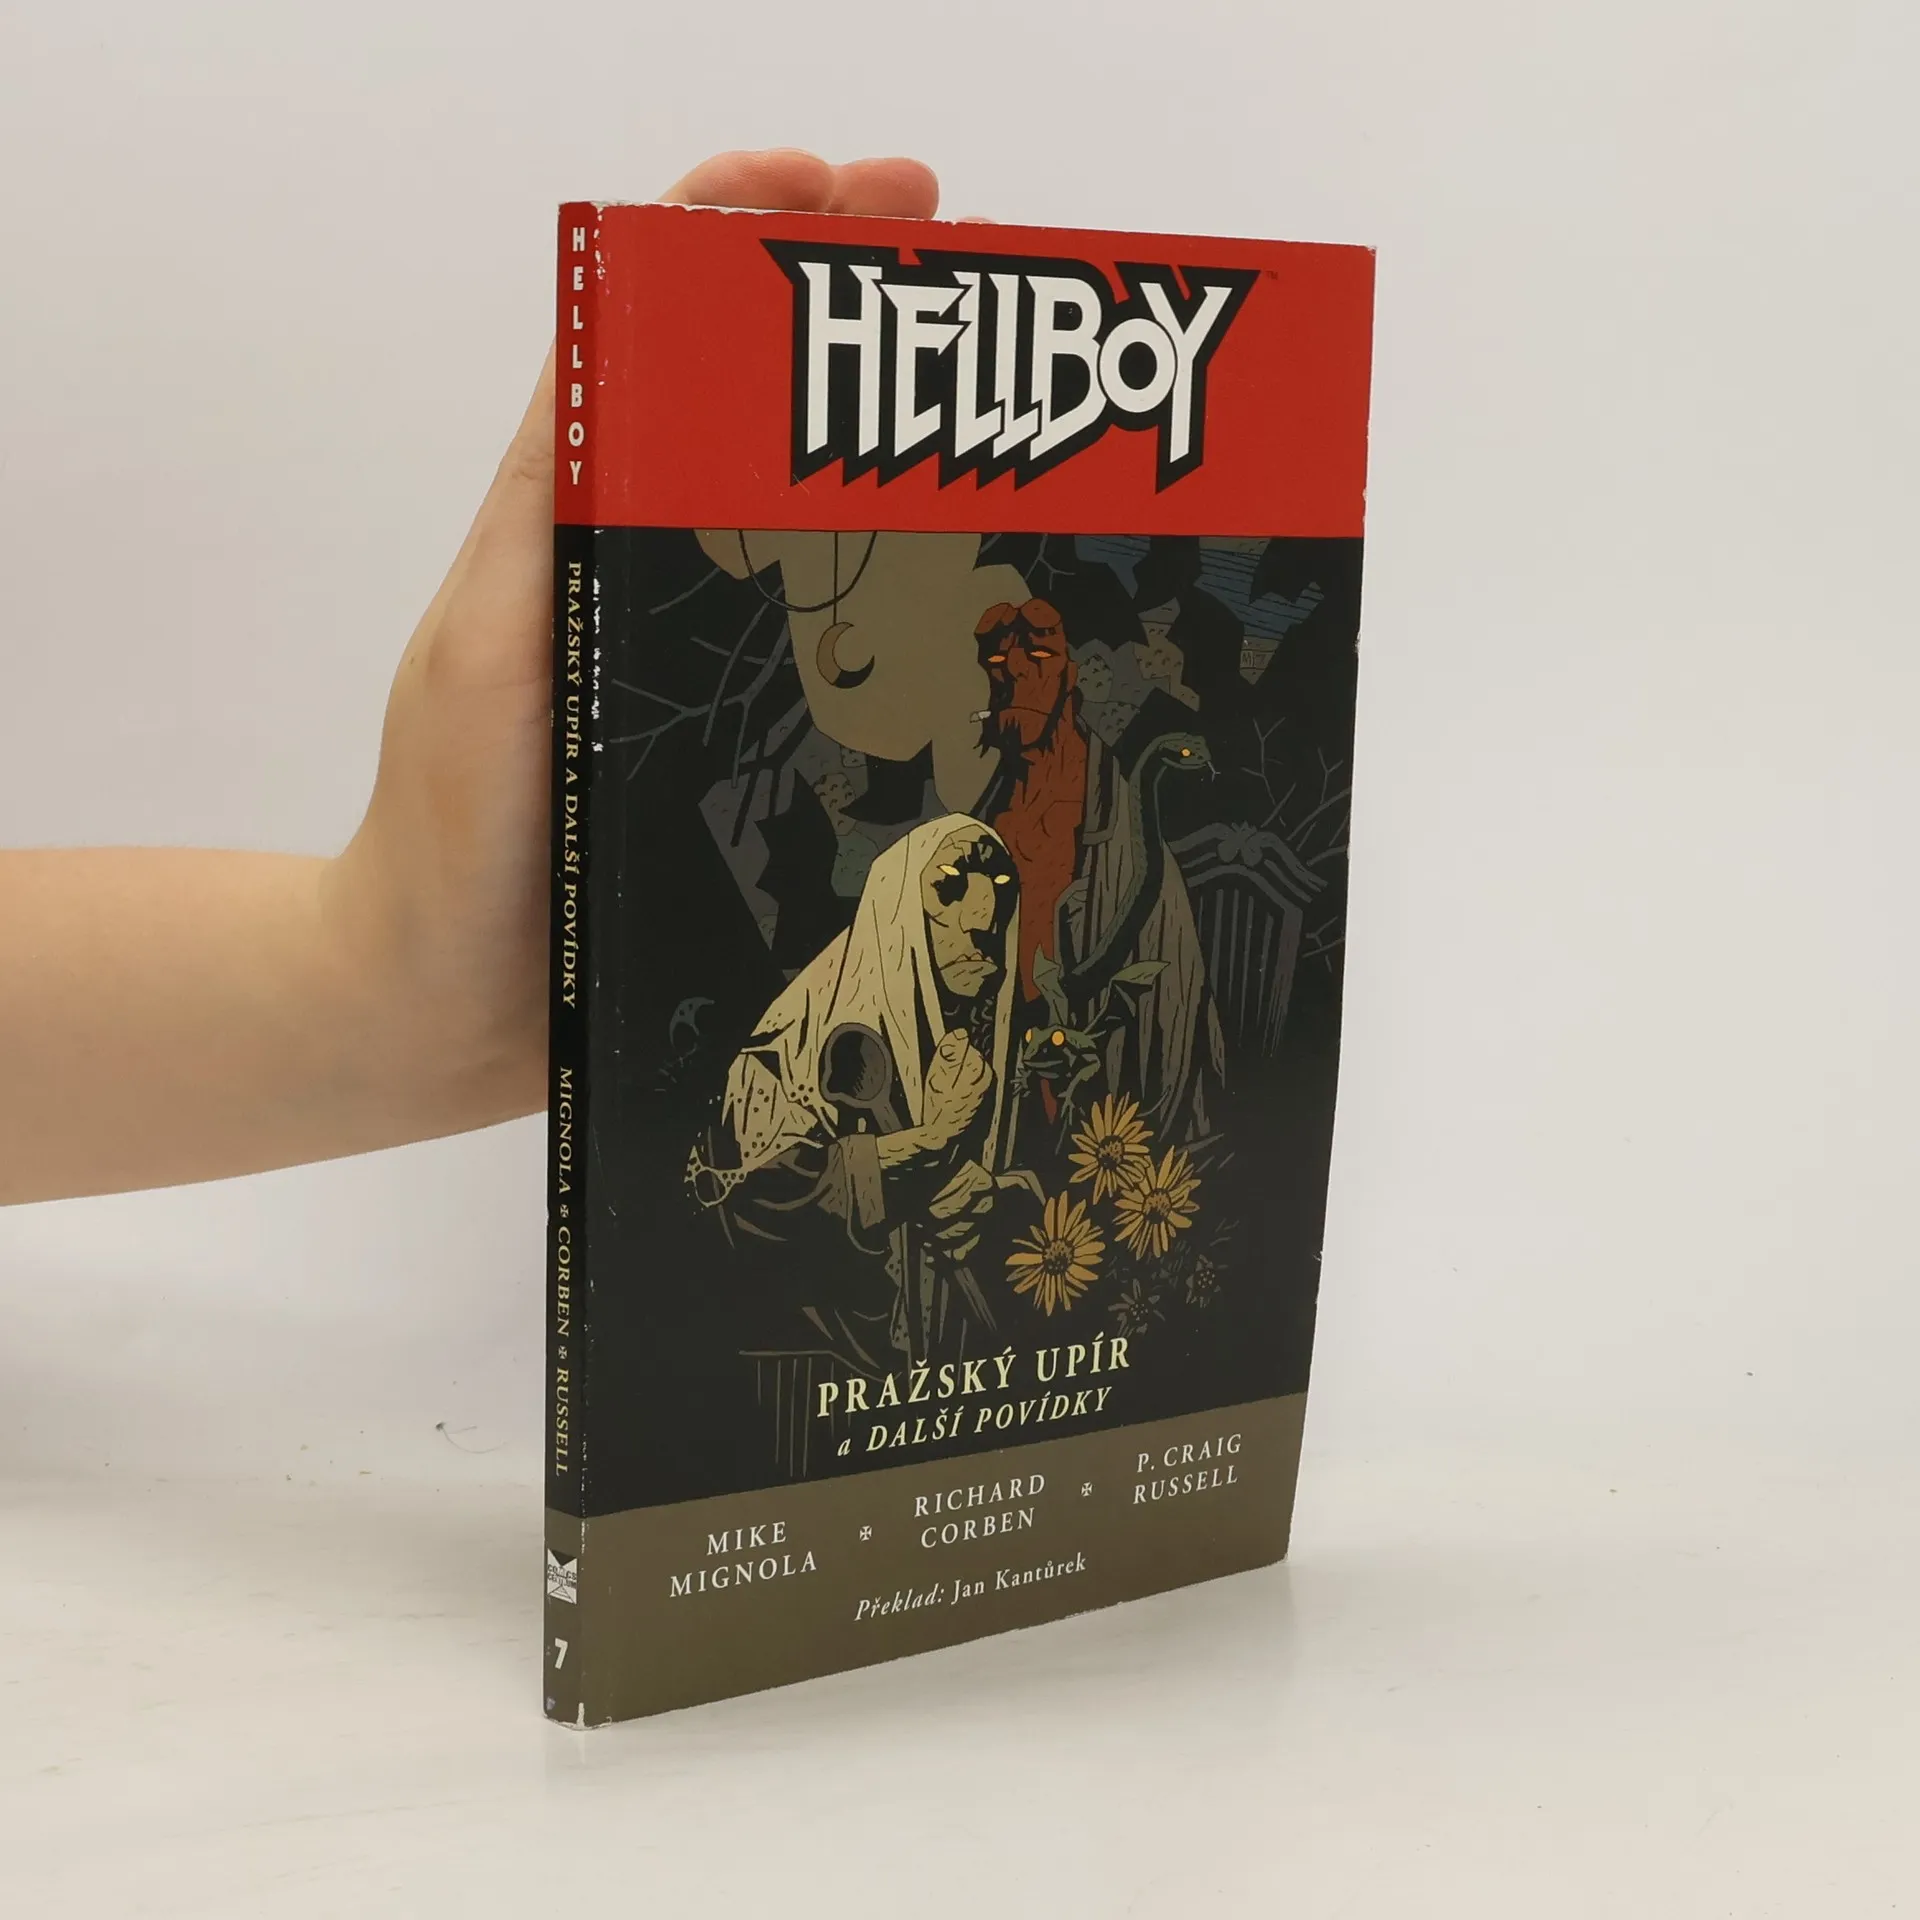 HELLBOY
PRAŽSKÝ UPÍR A DALŠÍ POVÍDKY
MIGNOLA ✠ CORBEN ✠ RUSSELL
7
HELLBOY™
PRAŽSKÝ UPÍR
a DALŠÍ POVÍDKY
MIKE
MIGNOLA
✠
RICHARD
CORBEN
✠
P. CRAIG
RUSSELL
Překlad: Jan Kantůrek